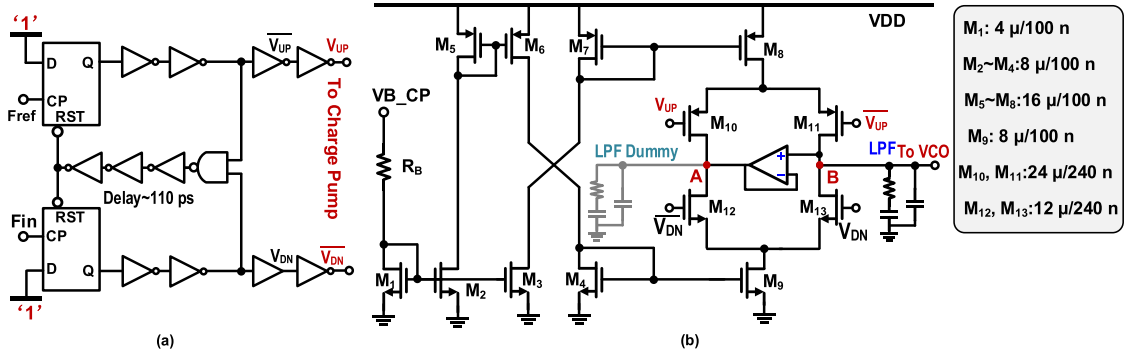 '1'
D
Q
CP
Fref
RST
V̅U̅P̅
VUP
To Charge Pump
Delay~110 ps
RST
Fin
CP
D
Q
VDN
V̅D̅N̅
'1'
(a)
VDD
M5
M6
M7
M8
VB_CP
RB
VUP
M10
M11
V̅U̅P̅
LPF Dummy
A
+
-
B
LPF
To VCO
M12
V̅D̅N̅
M13
VDN
M1
M2
M3
M4
M9
(b)
M1: 4 µ/100 n
M2~M4:8 µ/100 n
M5~M8:16 µ/100 n
M9: 8 µ/100 n
M10, M11:24 µ/240 n
M12, M13:12 µ/240 n